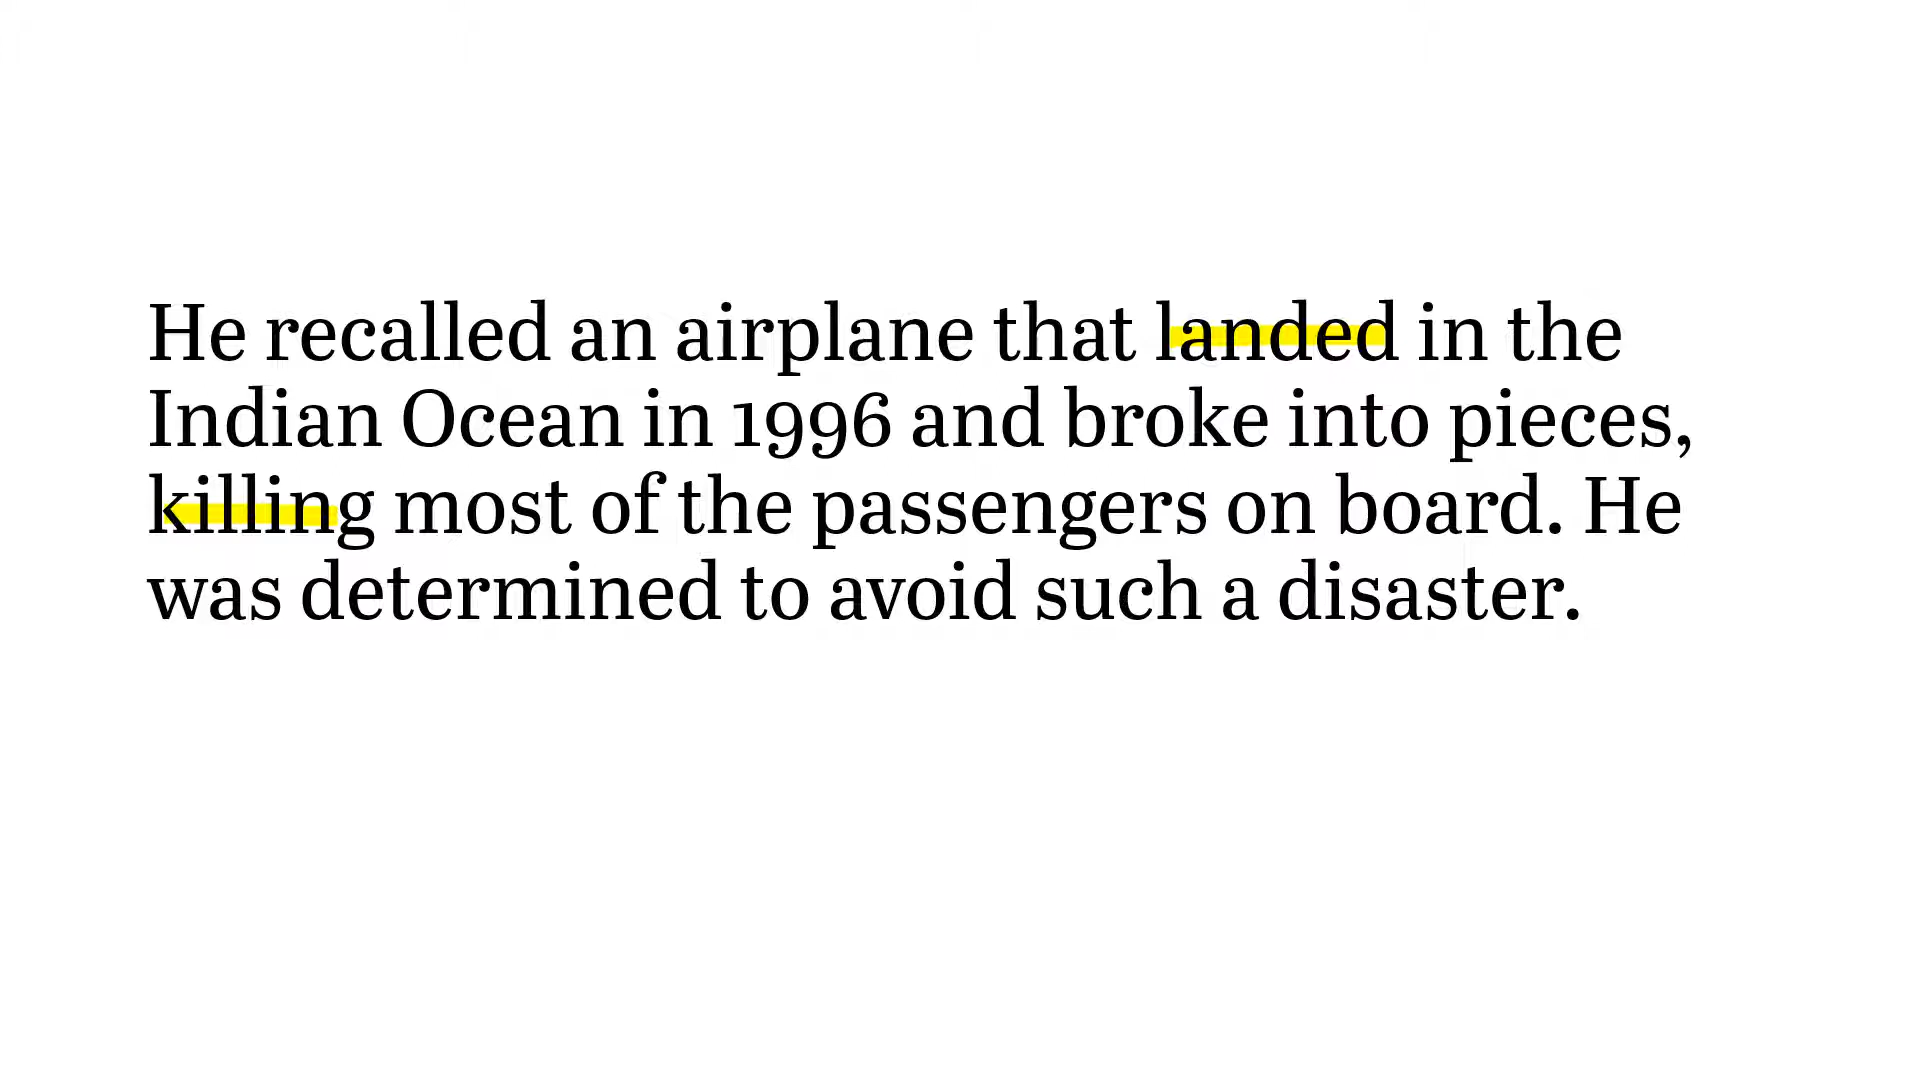 He recalled an airplane that landed in the
Indian Ocean in 1996 and broke into pieces,
killing most of the passengers on board. He
was determined to avoid such a disaster.